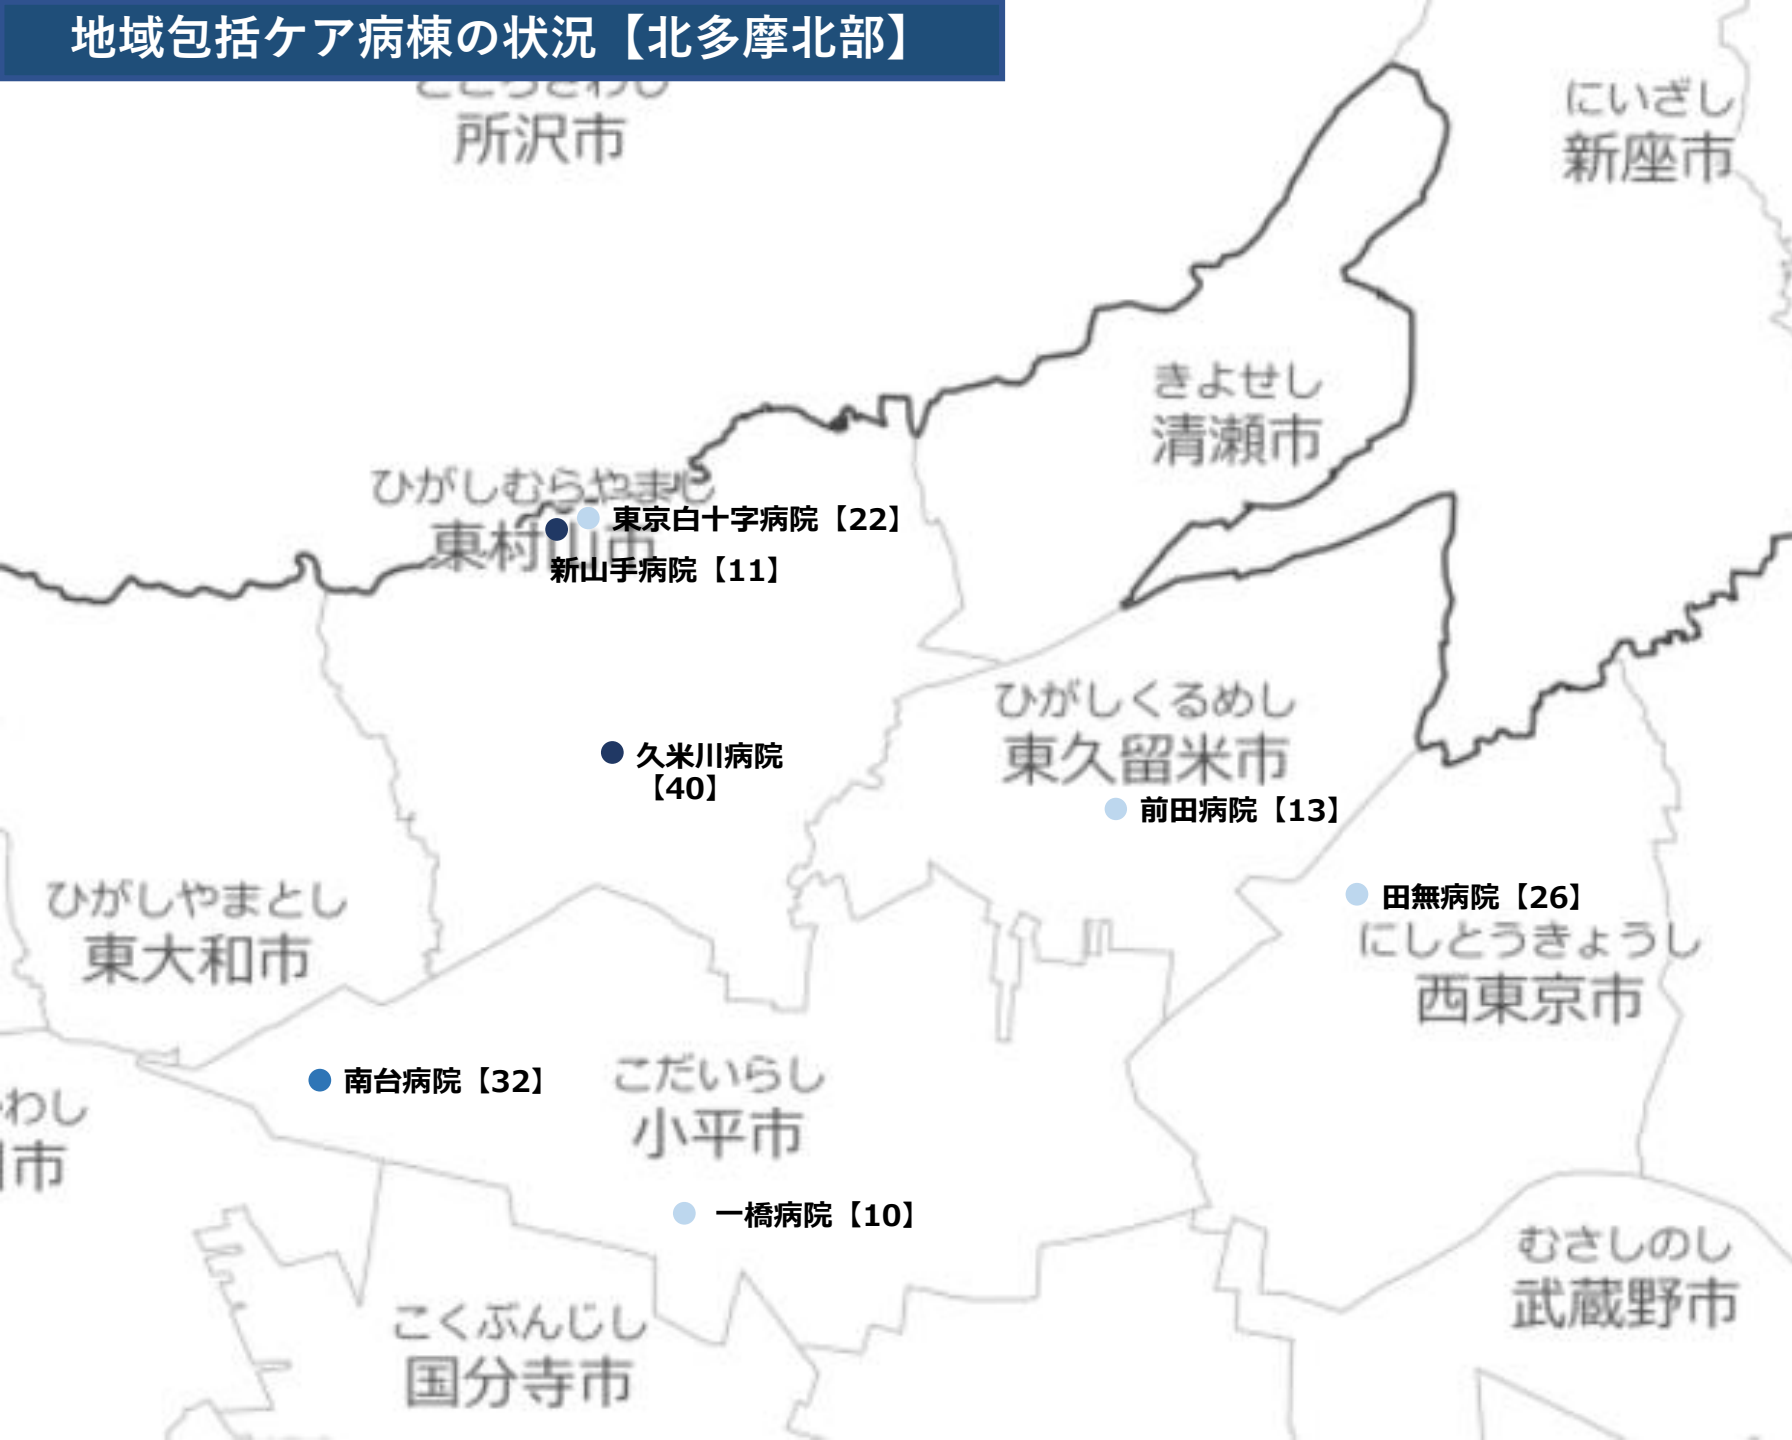 地域包括ケア病棟の状況【北多摩北部】
所沢市
にいざし
新座市
きよせし
清瀬市
ひがしむらやまし
東村山市
東京白十字病院【22】
新山手病院【11】
ひがしくるめし
東久留米市
久米川病院
【40】
前田病院【13】
田無病院【26】
ひがしやまとし
東大和市
にしとうきょうし
西東京市
南台病院【32】
こだいらし
小平市
わし
市
一橋病院【10】
むさしのし
武蔵野市
こくぶんじし
国分寺市